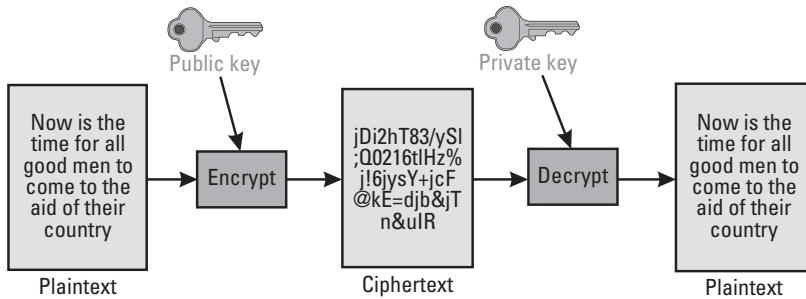 Public key
Private key
Now is the
time for all
good men to
come to the
aid of their
country
Plaintext
Encrypt
jDi2hT83/ySl
;Q0216tlHz%
j!6jysY+jcF
@kE=djb&jT
n&uIR
Ciphertext
Decrypt
Now is the
time for all
good men to
come to the
aid of their
country
Plaintext